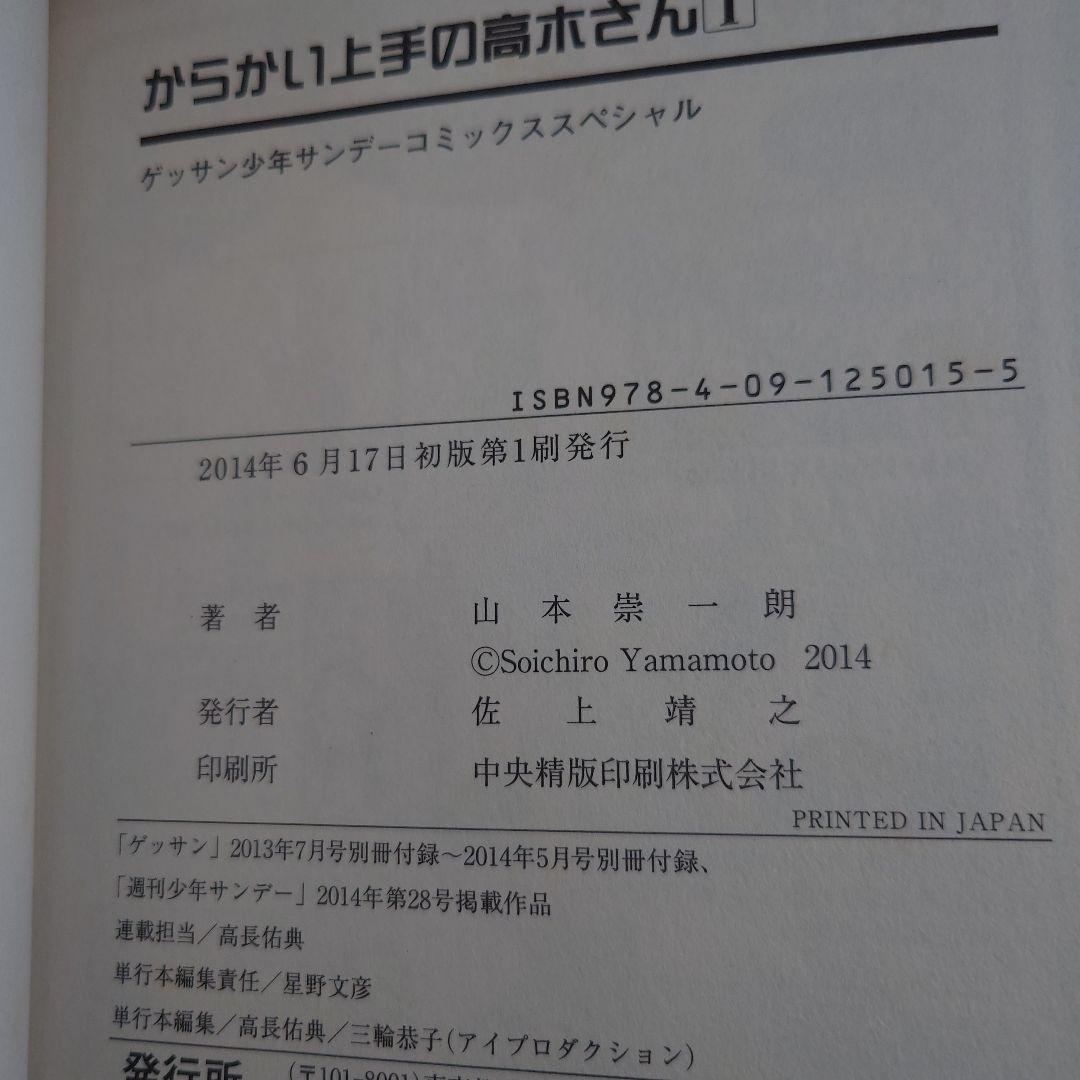 からかい上手の高木さん1
ゲッサン少年サンデーコミックススペシャル
ISBN978-4-09-125015-5
2014年6月17日初版第1刷発行
著者 山本崇一朗
©Soichiro Yamamoto 2014
発行者 佐上靖之
印刷所 中央精版印刷株式会社
PRINTED IN JAPAN
「ゲッサン」2013年7月号別冊付録〜2014年5月号別冊付録、
「週刊少年サンデー」2014年第28号掲載作品
連載担当／高長佑典
単行本編集責任／星野文彦
単行本編集／高長佑典／三輪恭子(アイプロダクション)
発行所 (〒101-8001)